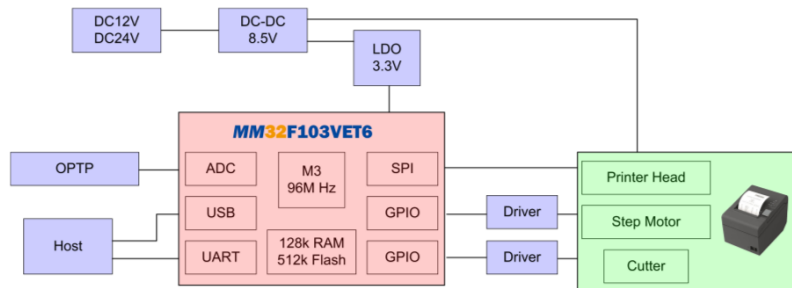 DC12V
DC24V
DC-DC
8.5V
LDO
3.3V
MM32F103VET6
OPTP
ADC
M3
96M Hz
SPI
Printer Head
Host
USB
GPIO
Driver
Step Motor
UART
128k RAM
512k Flash
GPIO
Driver
Cutter